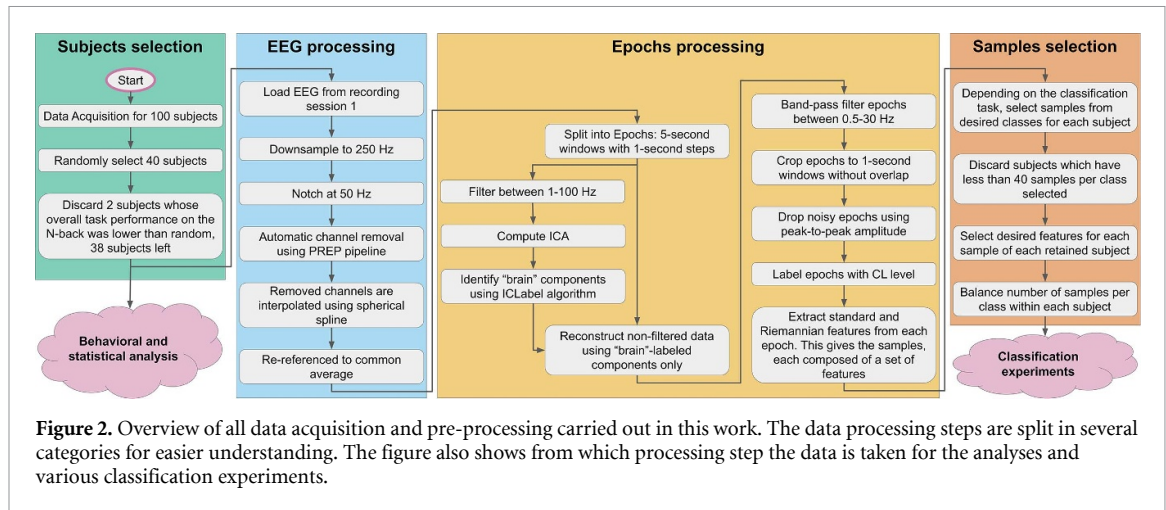 Subjects selection
Start
Data Acquisition for 100 subjects
Randomly select 40 subjects
Discard 2 subjects whose
overall task performance on the
N-back was lower than random,
38 subjects left
Behavioral
and statistical analysis
EEG processing
Load EEG from recording
session 1
Downsample to 250 Hz
Notch at 50 Hz
Automatic channel removal
using PREP pipeline
Removed channels are
interpolated using spherical
spline
Re-referenced to common
average
Epochs processing
Split into Epochs: 5-second
windows with 1-second steps
Filter between 1-100 Hz
Compute ICA
Identify "brain" components
using ICLabel algorithm
Reconstruct non-filtered data
using "brain"-labeled
components only
Band-pass filter epochs
between 0.5-30 Hz
Crop epochs to 1-second
windows without overlap
Drop noisy epochs using
peak-to-peak amplitude
Label epochs with CL level
Extract standard and
Riemannian features from each
epoch. This gives the samples,
each composed of a set of
features
Samples selection
Depending on the classification
task, select samples from
desired classes for each subject
Discard subjects which have
less than 40 samples per class
selected
Select desired features for each
sample of each retained subject
Balance number of samples per
class within each subject
Classification
experiments
Figure 2. Overview of all data acquisition and pre-processing carried out in this work. The data processing steps are split in several
categories for easier understanding. The figure also shows from which processing step the data is taken for the analyses and
various classification experiments.